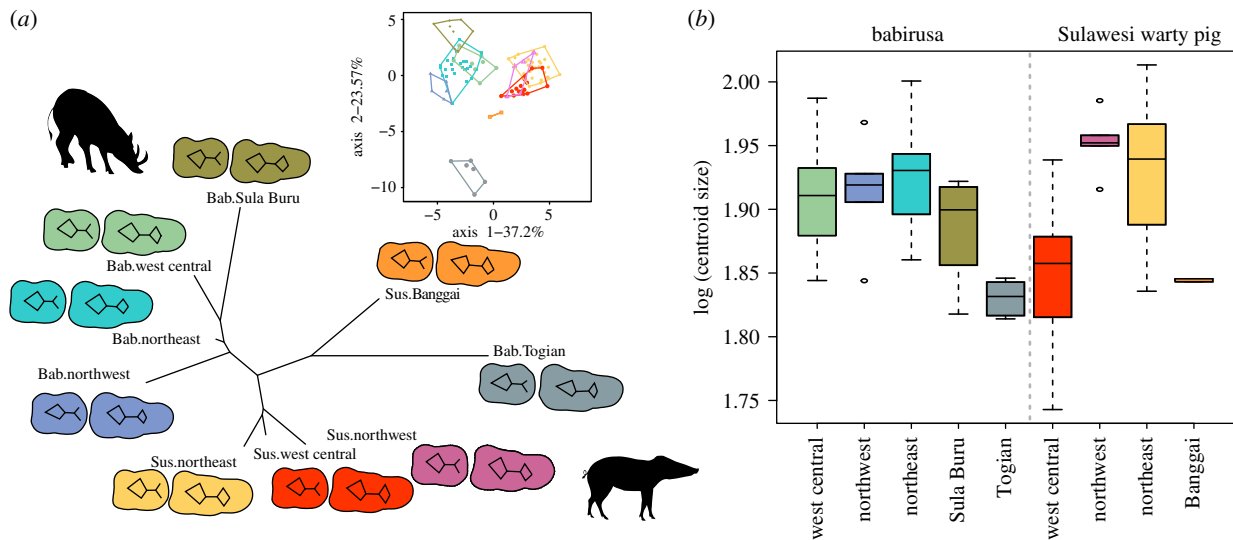 (a)
10
5
0
−5
−10
axis 2–23.57%
−5
0
5
axis 1–37.2%
Bab.Sula Buru
Bab.west central
Bab.northeast
Bab.northwest
Sus.Banggai
Bab.Togian
Sus.northwest
Sus.northeast
Sus.west central
(b)
babirusa
Sulawesi warty pig
log (centroid size)
2.00
1.95
1.90
1.85
1.80
1.75
west central
northwest
northeast
Sula Buru
Togian
west central
northwest
northeast
Banggai